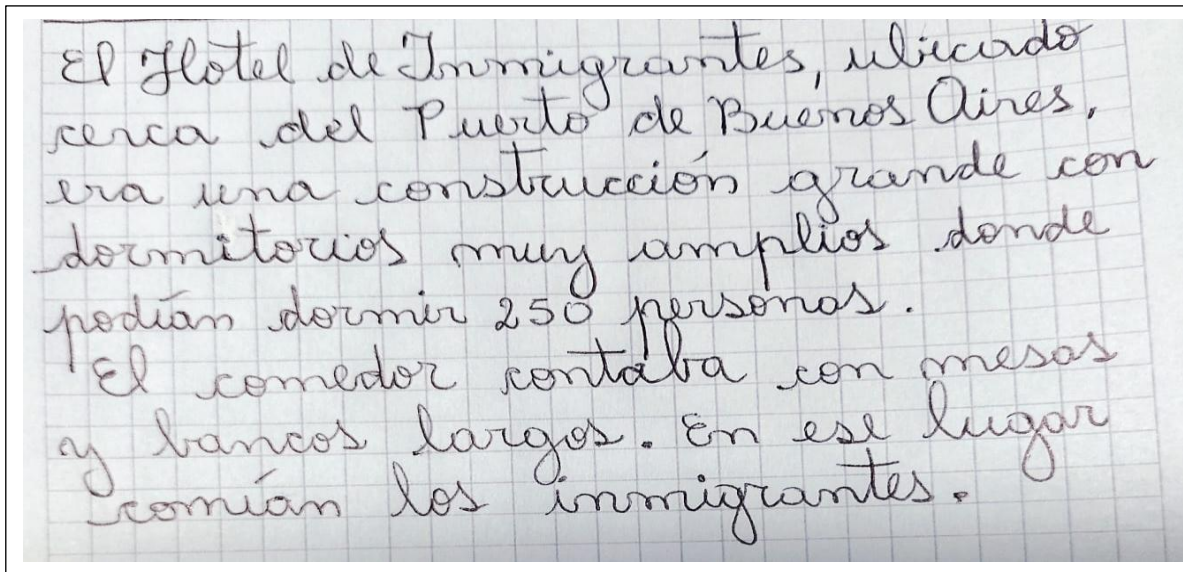 El Hotel de Inmigrantes, ubicado
cerca del Puerto de Buenos Aires,
era una construcción grande con
dormitorios muy amplios donde
podían dormir 250 personas.
El comedor contaba con mesas
y bancos largos. En ese lugar
comían los inmigrantes.